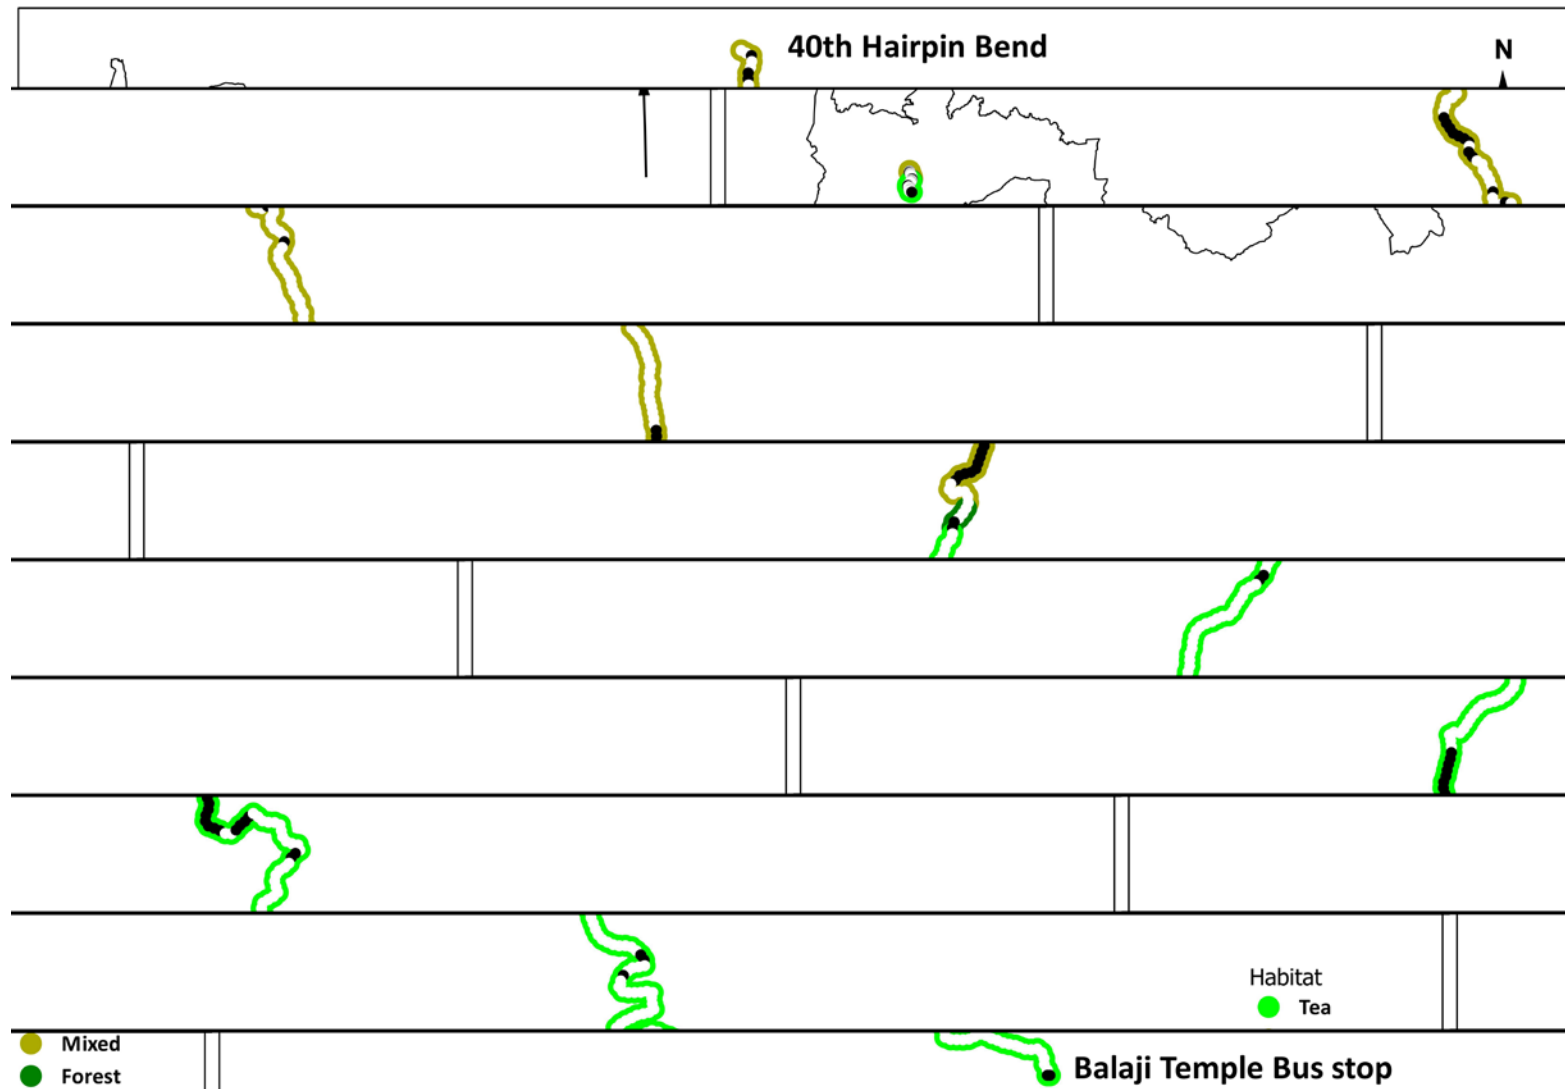 40th Hairpin Bend
N
Habitat
Tea
Mixed
Forest
Balaji Temple Bus stop